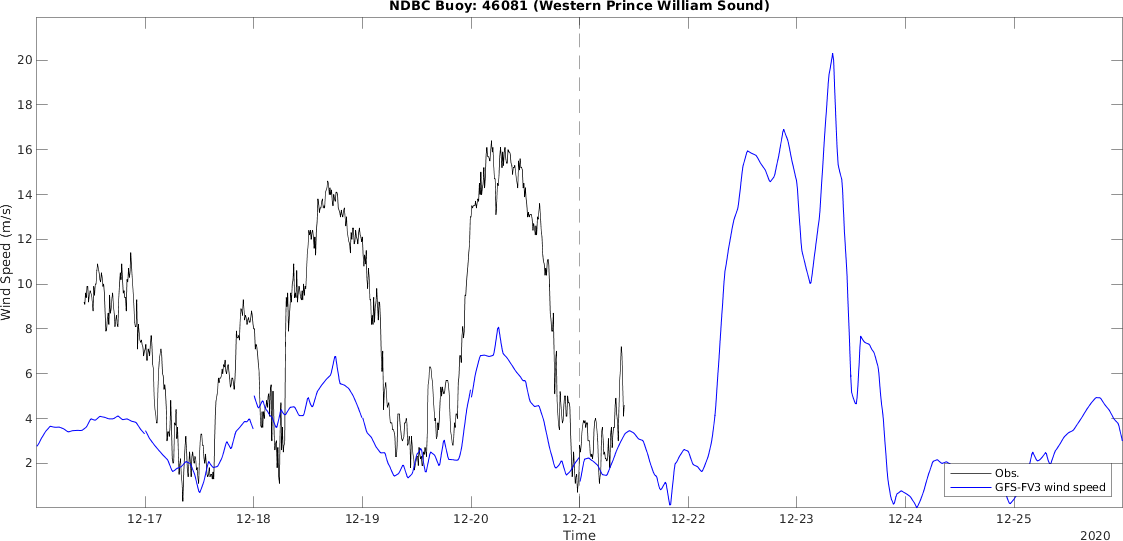 NDBC Buoy: 46081 (Western Prince William Sound)
20
18
16
14
12
10
8
6
4
2
Wind Speed (m/s)
Obs.
GFS-FV3 wind speed
12-17 12-18 12-19 12-20 12-21 12-22 12-23 12-24 12-25
Time
2020